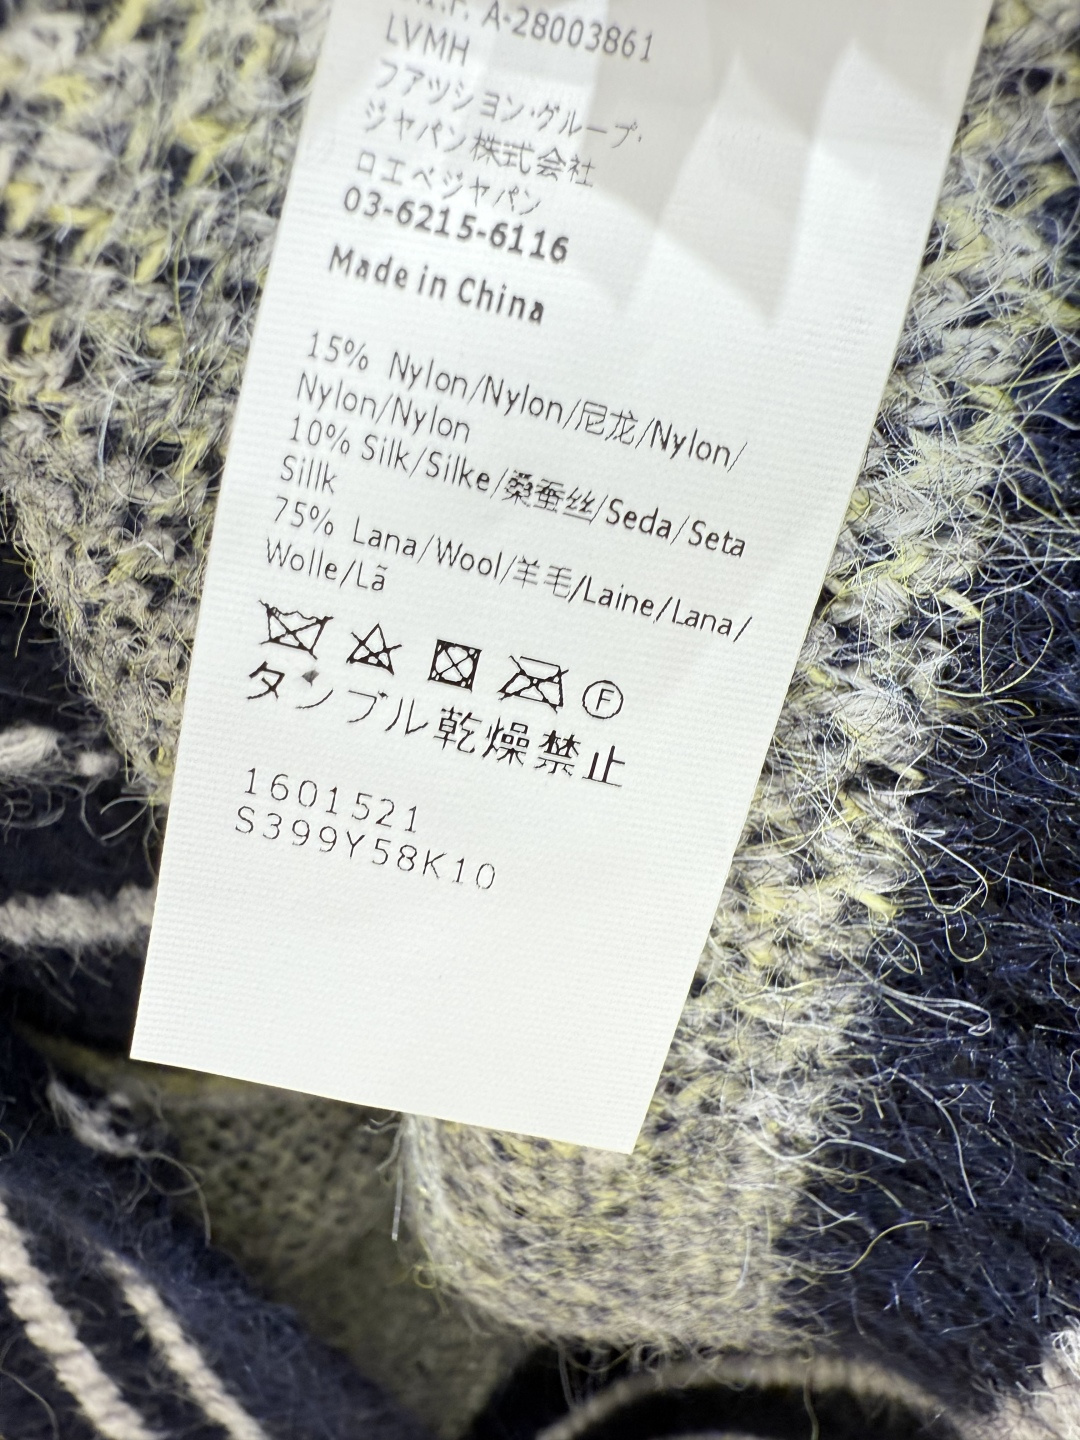 A-28003861
LVMH
ファッション・グループ・
ジャパン株式会社
ロエベジャパン
03-6215-6116
Made in China
15% Nylon/Nylon/尼龙/Nylon/
Nylon/Nylon
10% Silk/Silke/桑蚕丝/Seda/Seta
Sillk
75% Lana/Wool/羊毛/Laine/Lana/
Wolle/Lã
F
タンブル乾燥禁止
1601521
S399Y58K10